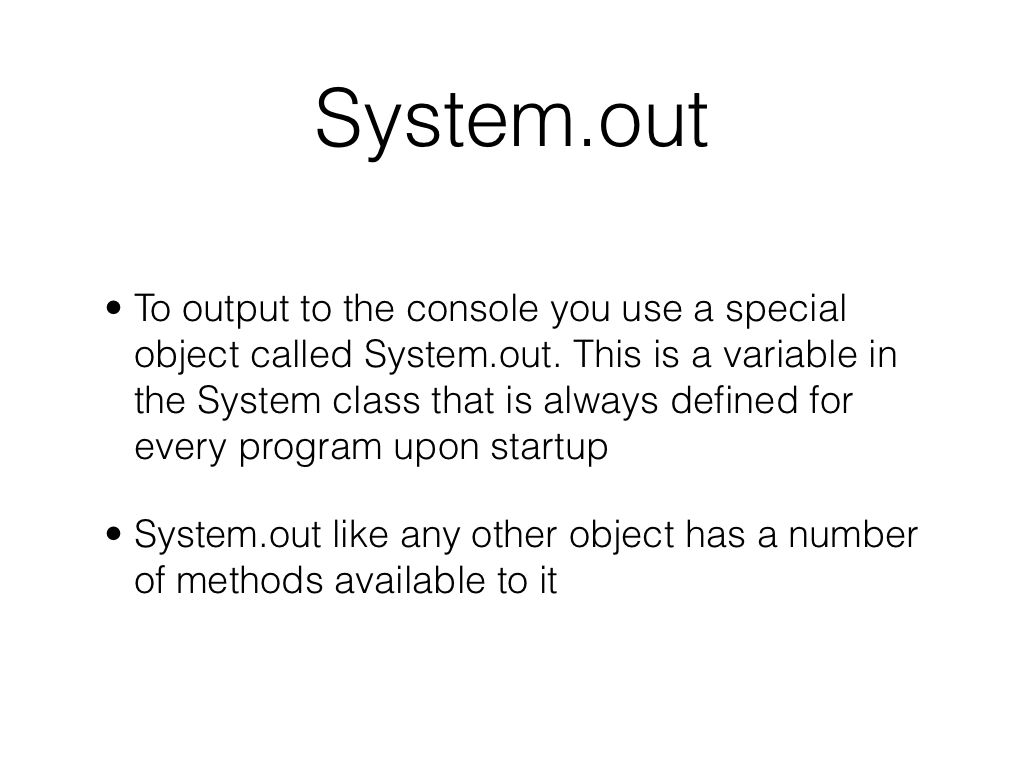 System.out
• To output to the console you use a special
object called System.out. This is a variable in
the System class that is always defined for
every program upon startup
• System.out like any other object has a number
of methods available to it